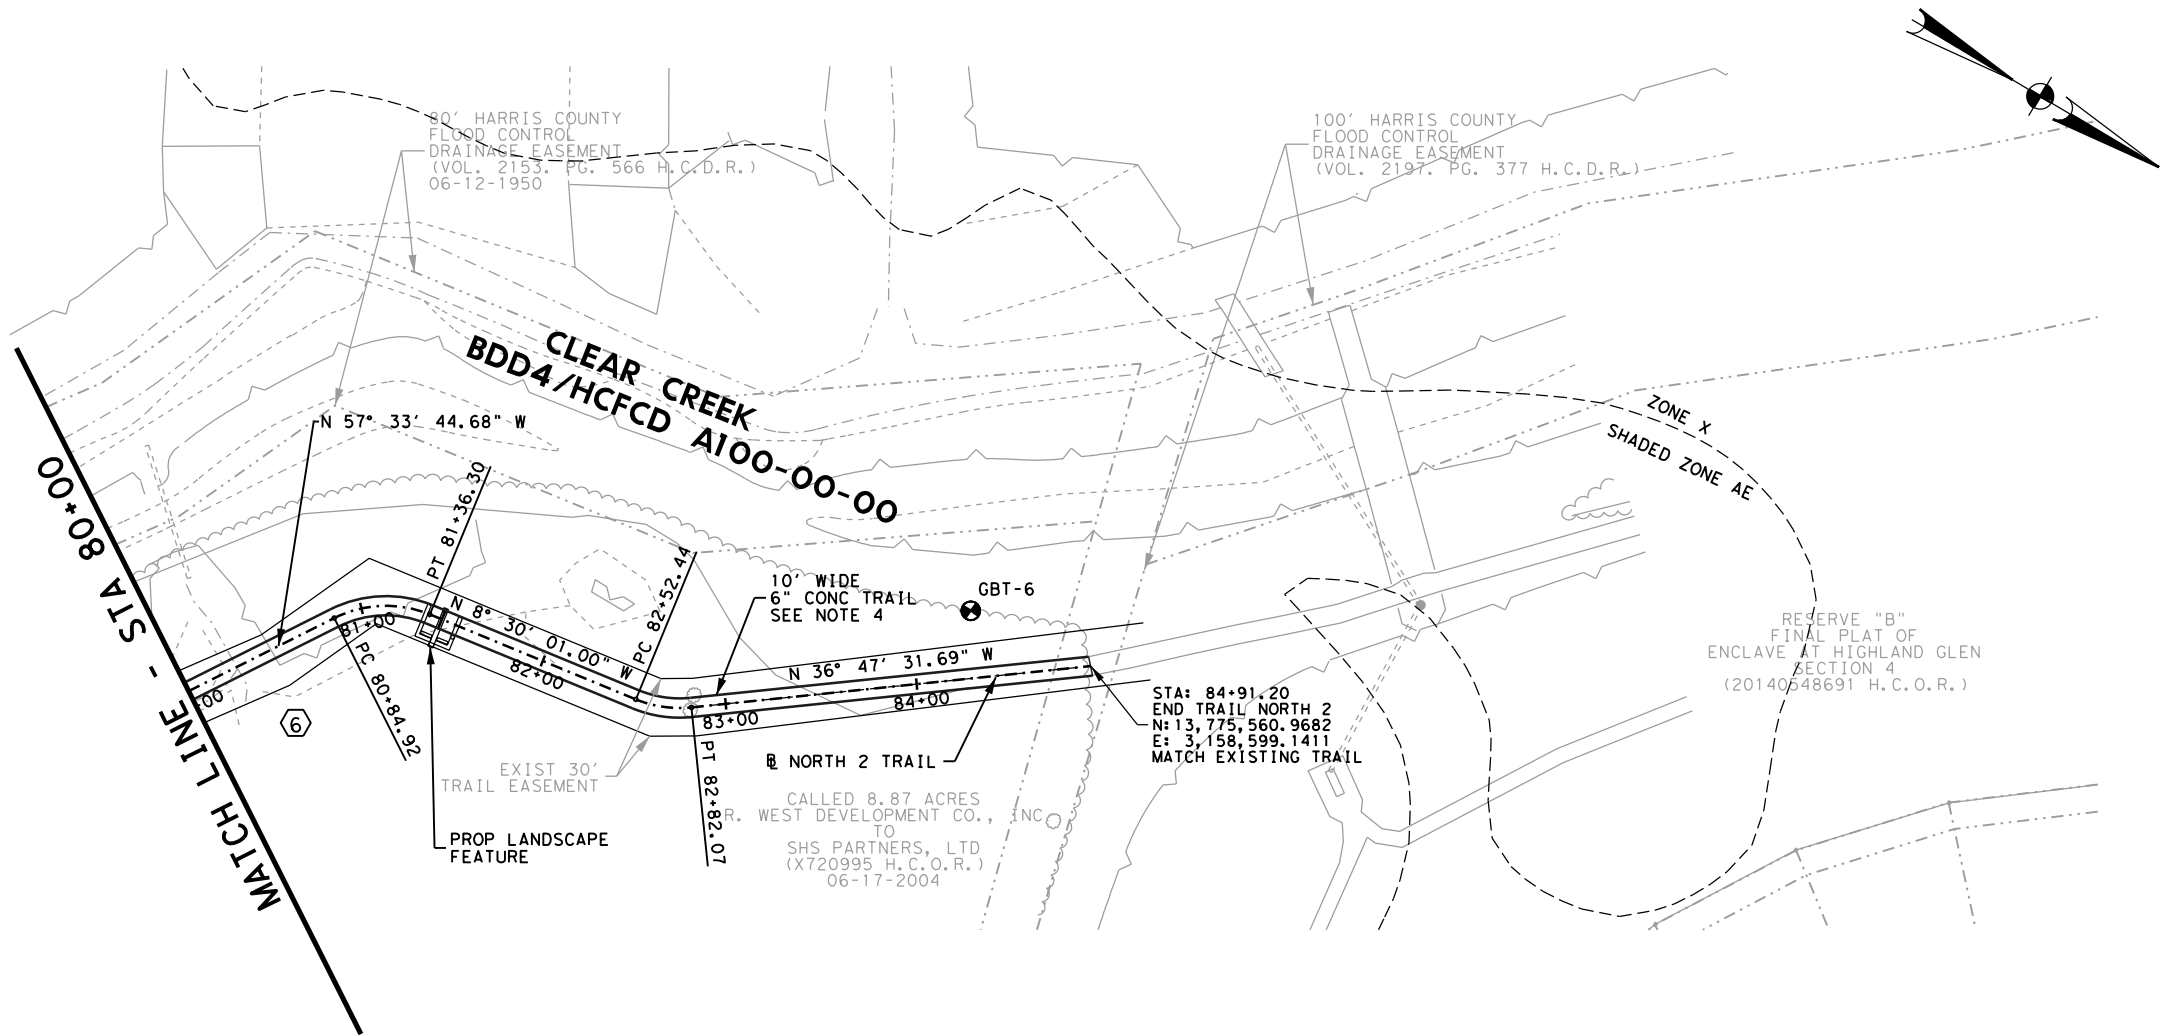 80' HARRIS COUNTY
FLOOD CONTROL
DRAINAGE EASEMENT
(VOL. 2153. PG. 566 H.C.D.R.)
06-12-1950
100' HARRIS COUNTY
FLOOD CONTROL
DRAINAGE EASEMENT
(VOL. 2197. PG. 377 H.C.D.R.)
CLEAR CREEK
BDD4/HCFCD A100-00-00
N 57° 33' 44.68" W
ZONE X
SHADED ZONE AE
MATCH LINE - STA 80+00
PT 81+36.30
PC 82+52.44
10' WIDE
6" CONC TRAIL
SEE NOTE 4
GBT-6
N 8° 30' 01.00" W
81+00
82+00
PC 80+84.92
N 36° 47' 31.69" W
83+00
84+00
+00
6
PT 82+82.07
STA: 84+91.20
END TRAIL NORTH 2
N:13,775,560.9682
E: 3,158,599.1411
MATCH EXISTING TRAIL
RESERVE "B"
FINAL PLAT OF
ENCLAVE AT HIGHLAND GLEN
SECTION 4
(20140548691 H.C.O.R.)
BL NORTH 2 TRAIL
EXIST 30'
TRAIL EASEMENT
PROP LANDSCAPE
FEATURE
CALLED 8.87 ACRES
R. WEST DEVELOPMENT CO., INC.
TO
SHS PARTNERS, LTD
(X720995 H.C.O.R.)
06-17-2004